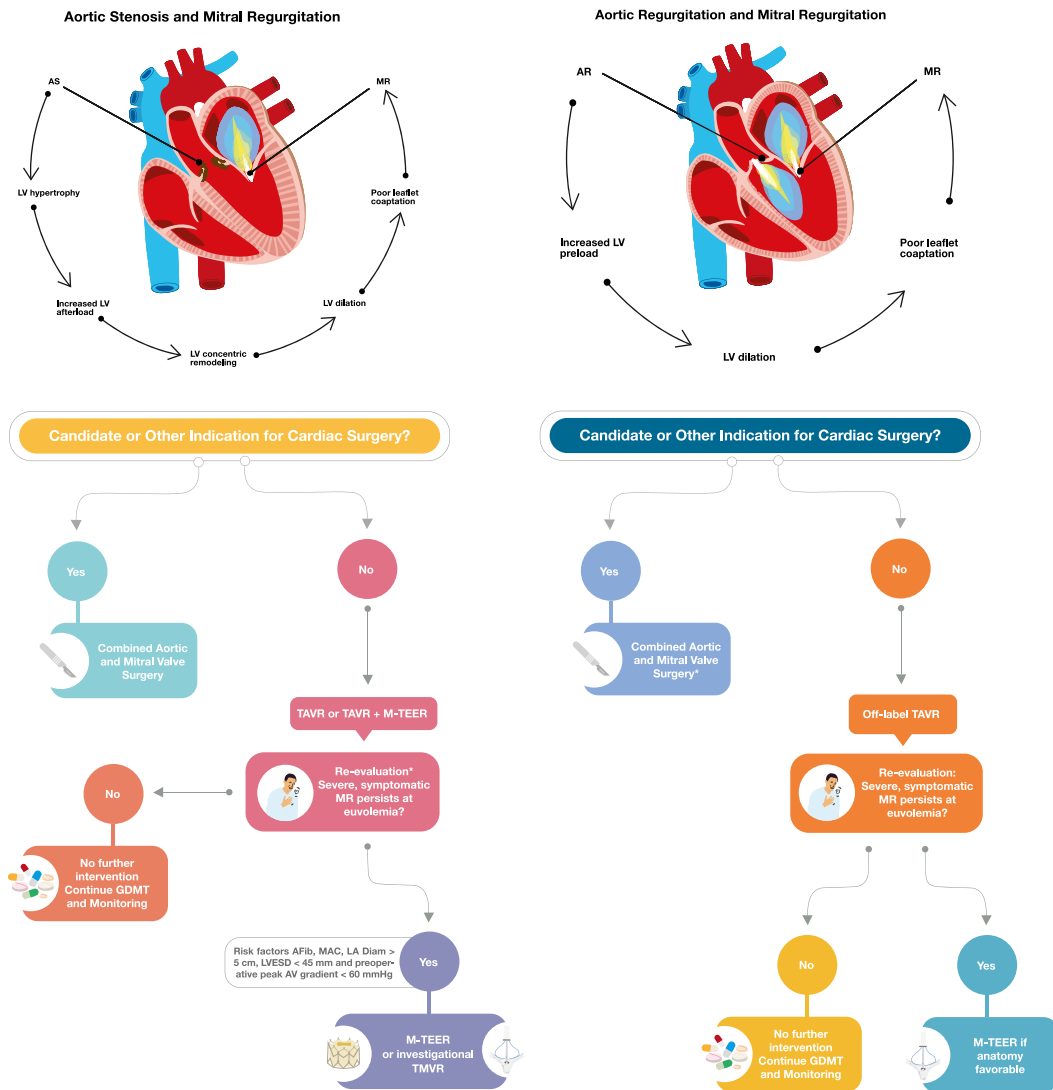 Aortic Stenosis and Mitral Regurgitation
AS
MR
LV hypertrophy
Poor leaflet
coaptation
Increased LV
afterload
LV dilation
LV concentric
remodeling
Aortic Regurgitation and Mitral Regurgitation
AR
MR
Increased LV
preload
Poor leaflet
coaptation
LV dilation
Candidate or Other Indication for Cardiac Surgery?
Yes
No
Combined Aortic
and Mitral Valve
Surgery
TAVR or TAVR + M-TEER
Re-evaluation*
Severe, symptomatic
MR persists at
euvolemia?
No
No further
intervention
Continue GDMT
and Monitoring
Risk factors AFib, MAC, LA Diam >
5 cm, LVESD < 45 mm and preoper-
ative peak AV gradient < 60 mmHg
Yes
M-TEER
or investigational
TMVR
Candidate or Other Indication for Cardiac Surgery?
Yes
No
Combined Aortic
and Mitral Valve
Surgery*
Off-label TAVR
Re-evaluation:
Severe, symptomatic
MR persists at
euvolemia?
No
Yes
No further
intervention
Continue GDMT
and Monitoring
M-TEER if
anatomy
favorable